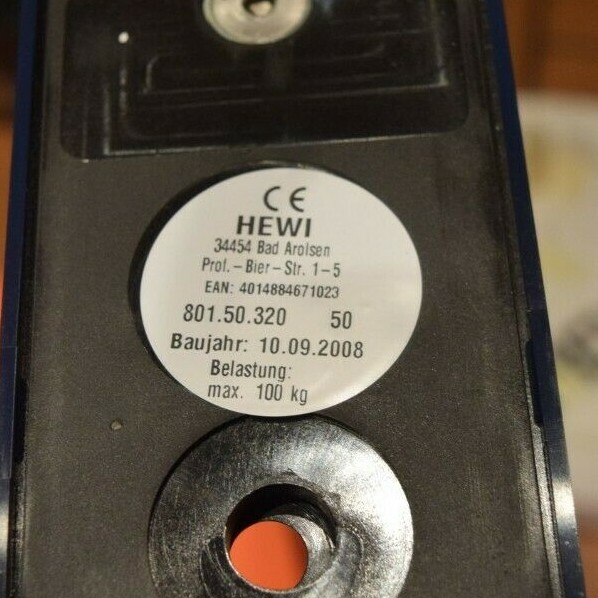 CE
HEWI
34454 Bad Arolsen
Prof.-Bier-Str. 1-5
EAN: 4014884671023
801.50.320 50
Baujahr: 10.09.2008
Belastung:
max. 100 kg